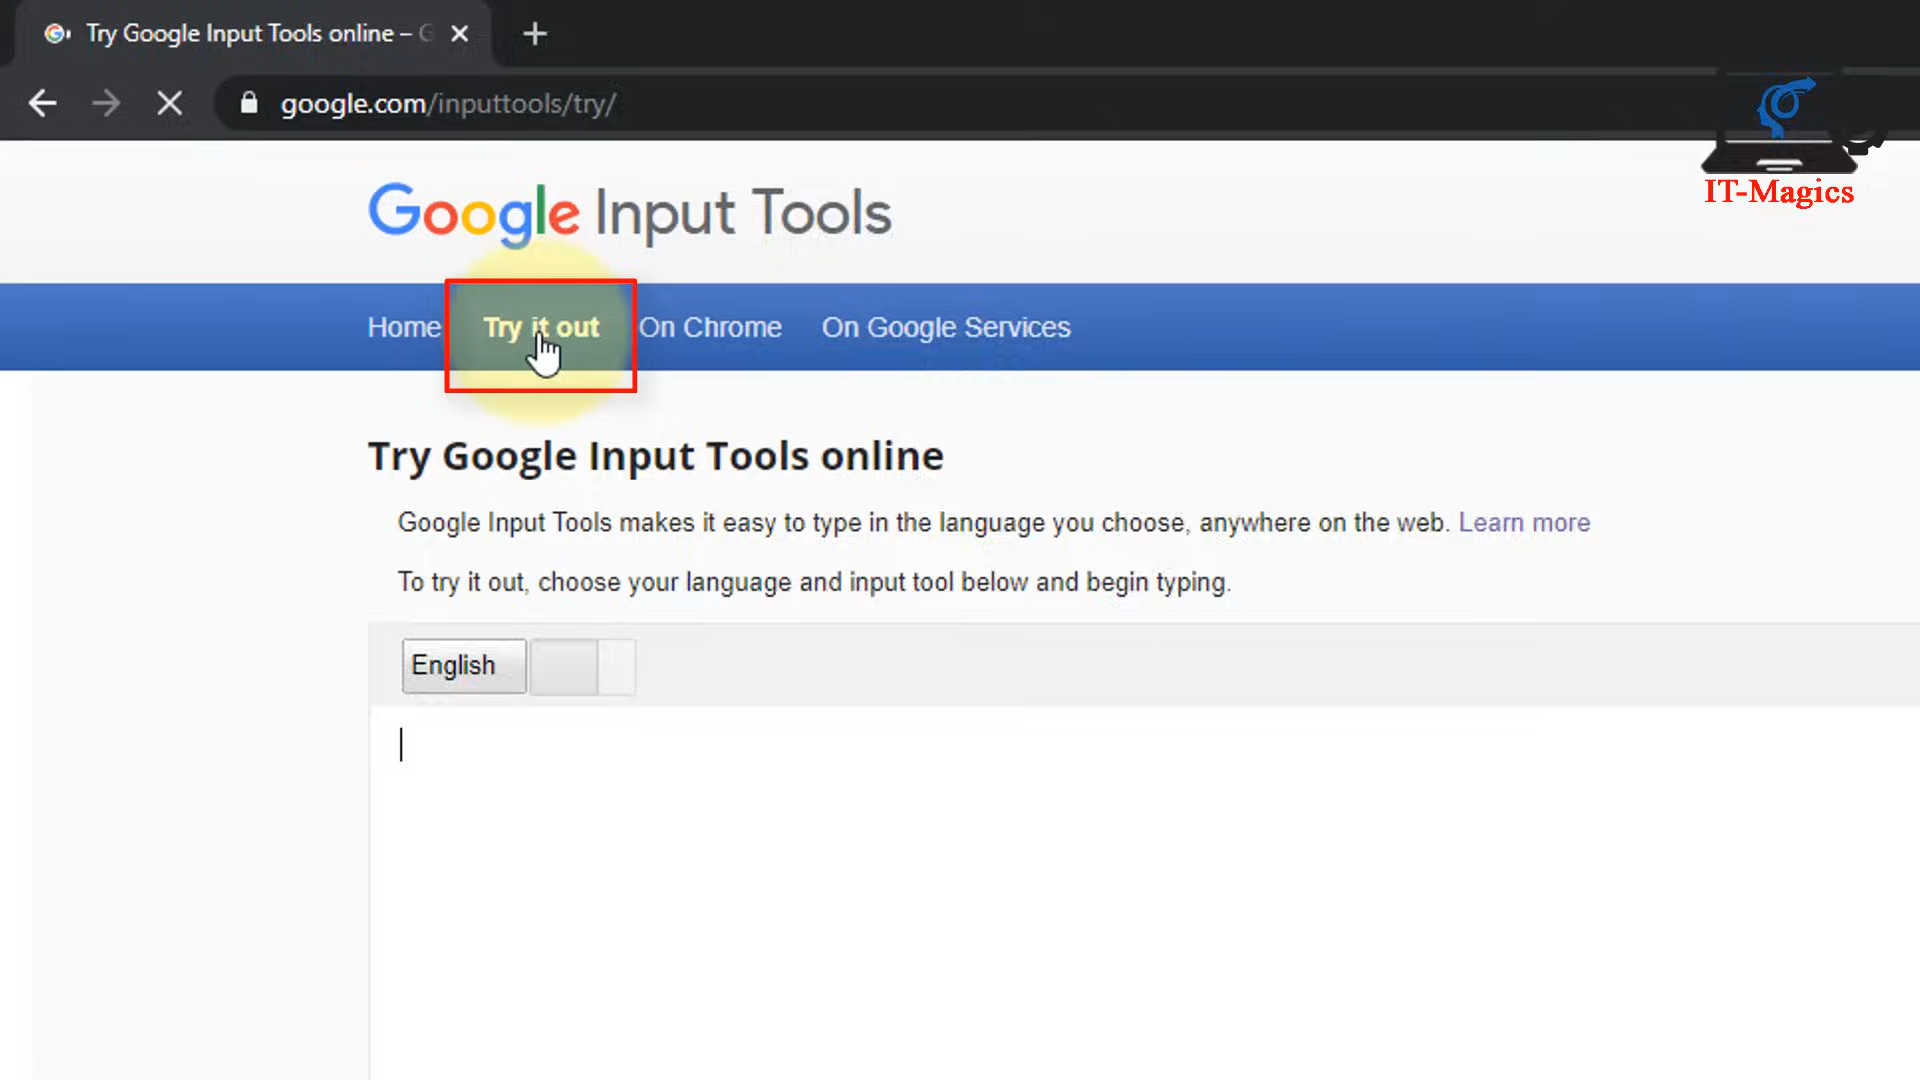 Try Google Input Tools online –
google.com/inputtools/try/
IT-Magics
Google Input Tools
Home Try it out On Chrome On Google Services
Try Google Input Tools online
Google Input Tools makes it easy to type in the language you choose, anywhere on the web. Learn more
To try it out, choose your language and input tool below and begin typing.
English